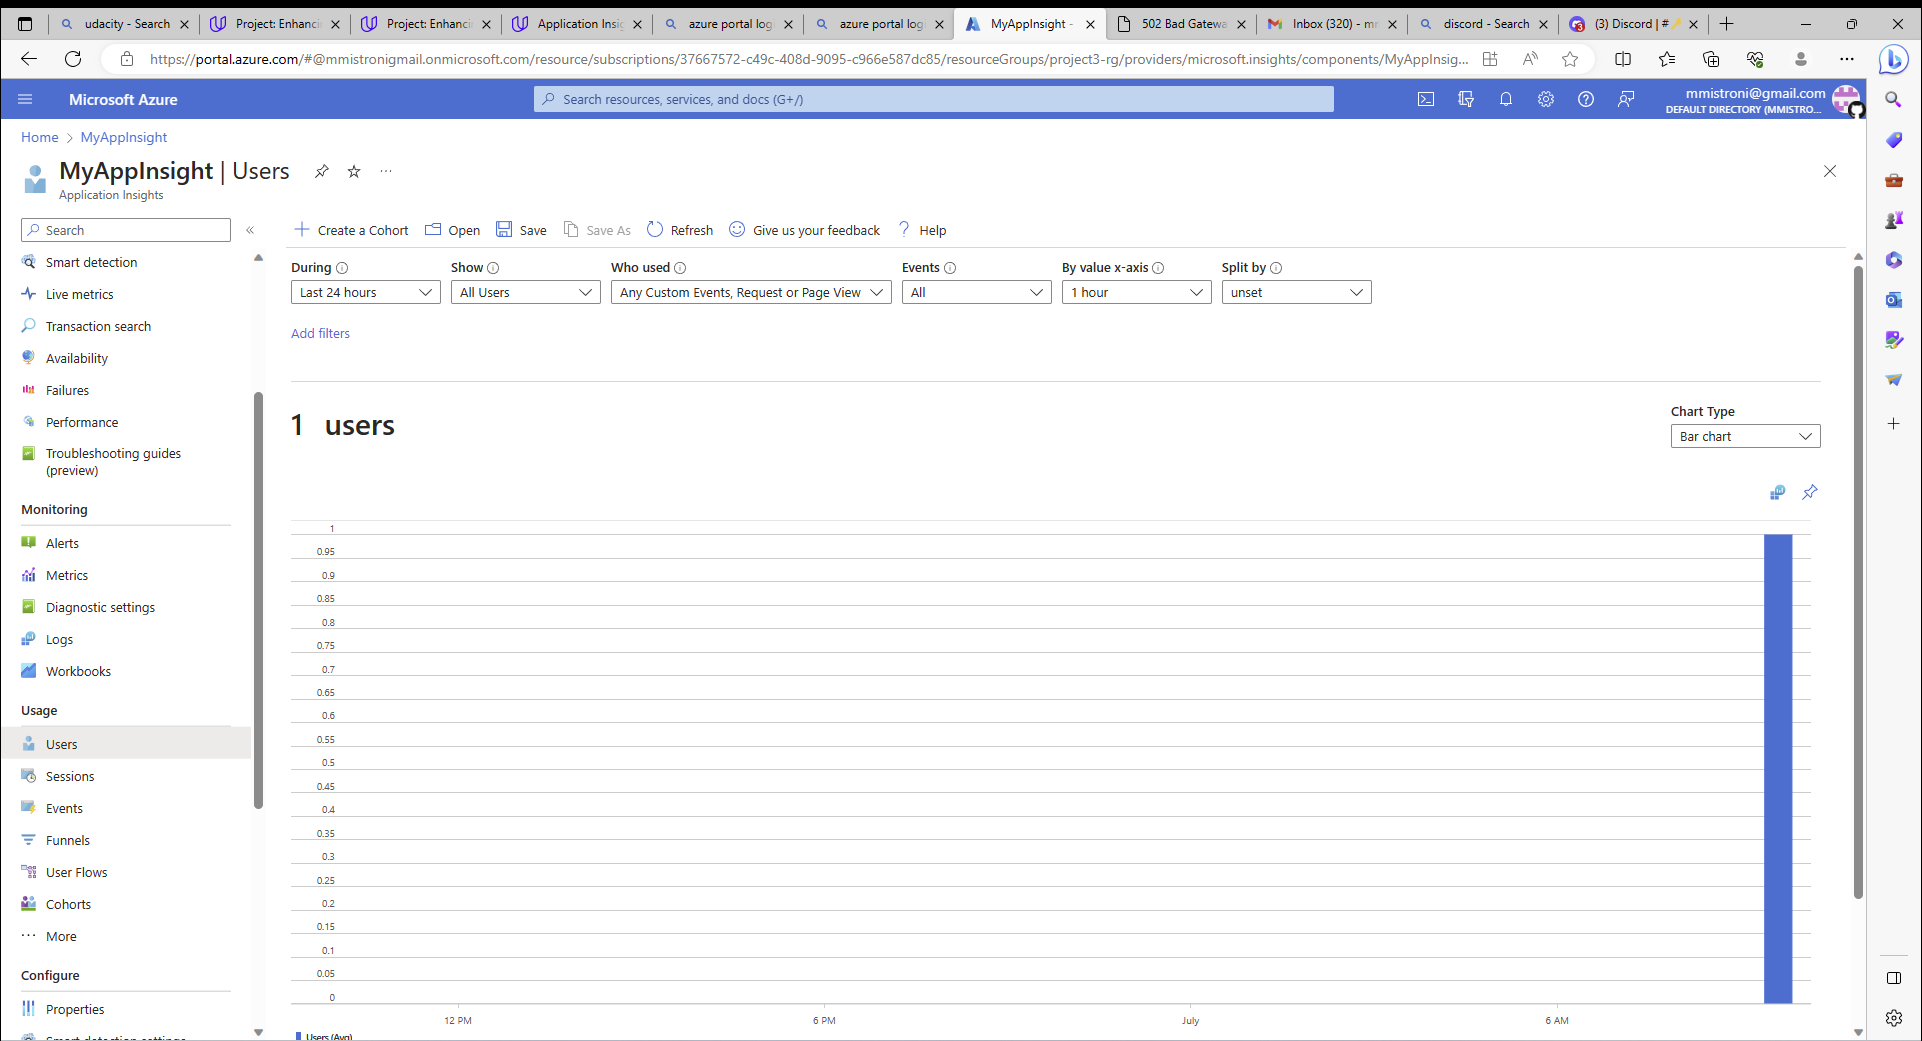 udacity - Search
Project: Enhancin
Project: Enhancin
Application Insig
azure portal logi
azure portal logi
MyAppInsight -
502 Bad Gatewa
Inbox (320) - mr
discord - Search
(3) Discord | #
https://portal.azure.com/#@mmistronigmail.onmicrosoft.com/resource/subscriptions/37667572-c49c-408d-9095-c966e587dc85/resourceGroups/project3-rg/providers/microsoft.insights/components/MyAppInsig...
Microsoft Azure
Search resources, services, and docs (G+/)
mmistroni@gmail.com
DEFAULT DIRECTORY (MMISTRO...
Home > MyAppInsight
MyAppInsight | Users
Application Insights
Search
Create a Cohort
Open
Save
Save As
Refresh
Give us your feedback
Help
Smart detection
Live metrics
Transaction search
Availability
Failures
Performance
Troubleshooting guides
(preview)
Monitoring
Alerts
Metrics
Diagnostic settings
Logs
Workbooks
Usage
Users
Sessions
Events
Funnels
User Flows
Cohorts
More
Configure
Properties
Smart detection settings
During
Show
Who used
Events
By value x-axis
Split by
Last 24 hours
All Users
Any Custom Events, Request or Page View
All
1 hour
unset
Add filters
1 users
Chart Type
Bar chart
1
0.95
0.9
0.85
0.8
0.75
0.7
0.65
0.6
0.55
0.5
0.45
0.4
0.35
0.3
0.25
0.2
0.15
0.1
0.05
0
12 PM
6 PM
July
6 AM
Users (Avg)